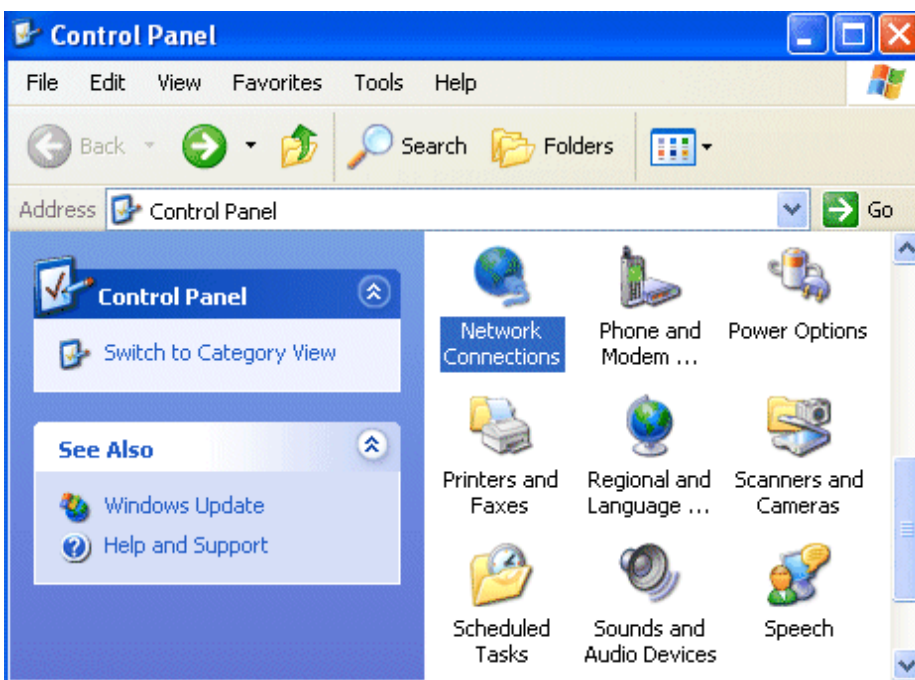 Control Panel
File Edit View Favorites Tools Help
Back Search Folders
Address Control Panel Go
Control Panel
Switch to Category View
See Also
Windows Update
Help and Support
Network
Connections
Phone and
Modem ...
Power Options
Printers and
Faxes
Regional and
Language ...
Scanners and
Cameras
Scheduled
Tasks
Sounds and
Audio Devices
Speech